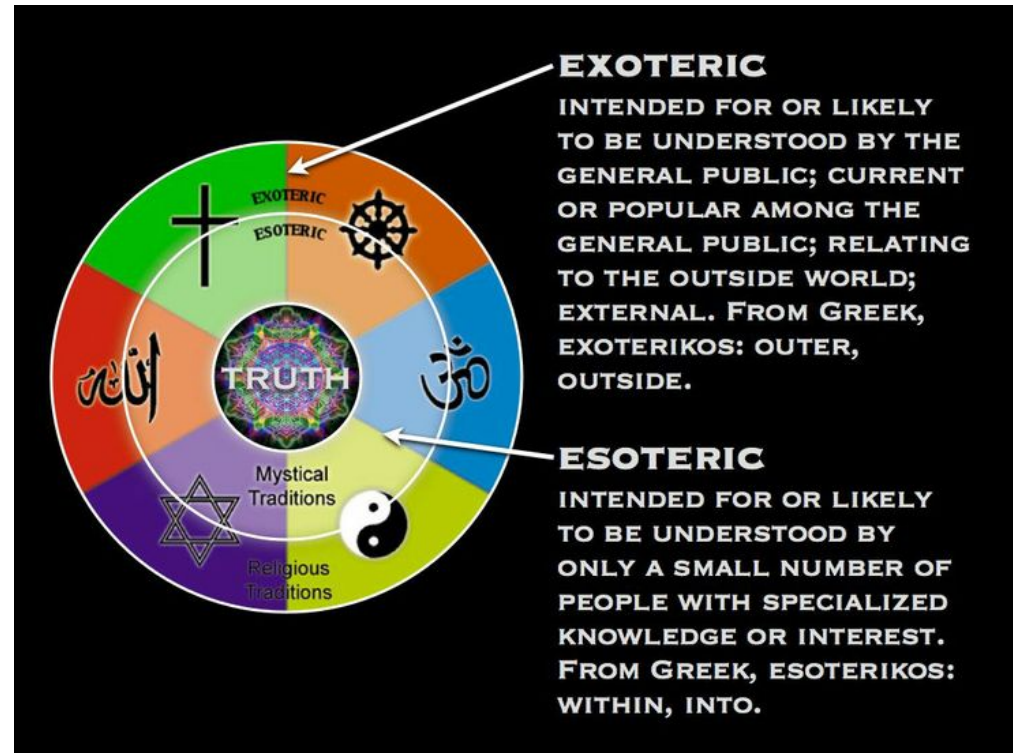 EXOTERIC
INTENDED FOR OR LIKELY
TO BE UNDERSTOOD BY THE
GENERAL PUBLIC; CURRENT
OR POPULAR AMONG THE
GENERAL PUBLIC; RELATING
TO THE OUTSIDE WORLD;
EXTERNAL. FROM GREEK,
EXOTERIKOS: OUTER,
OUTSIDE.
ESOTERIC
INTENDED FOR OR LIKELY
TO BE UNDERSTOOD BY
ONLY A SMALL NUMBER OF
PEOPLE WITH SPECIALIZED
KNOWLEDGE OR INTEREST.
FROM GREEK, ESOTERIKOS:
WITHIN, INTO.
EXOTERIC
ESOTERIC
الله
TRUTH
ॐ
Mystical
Traditions
Religious
Traditions